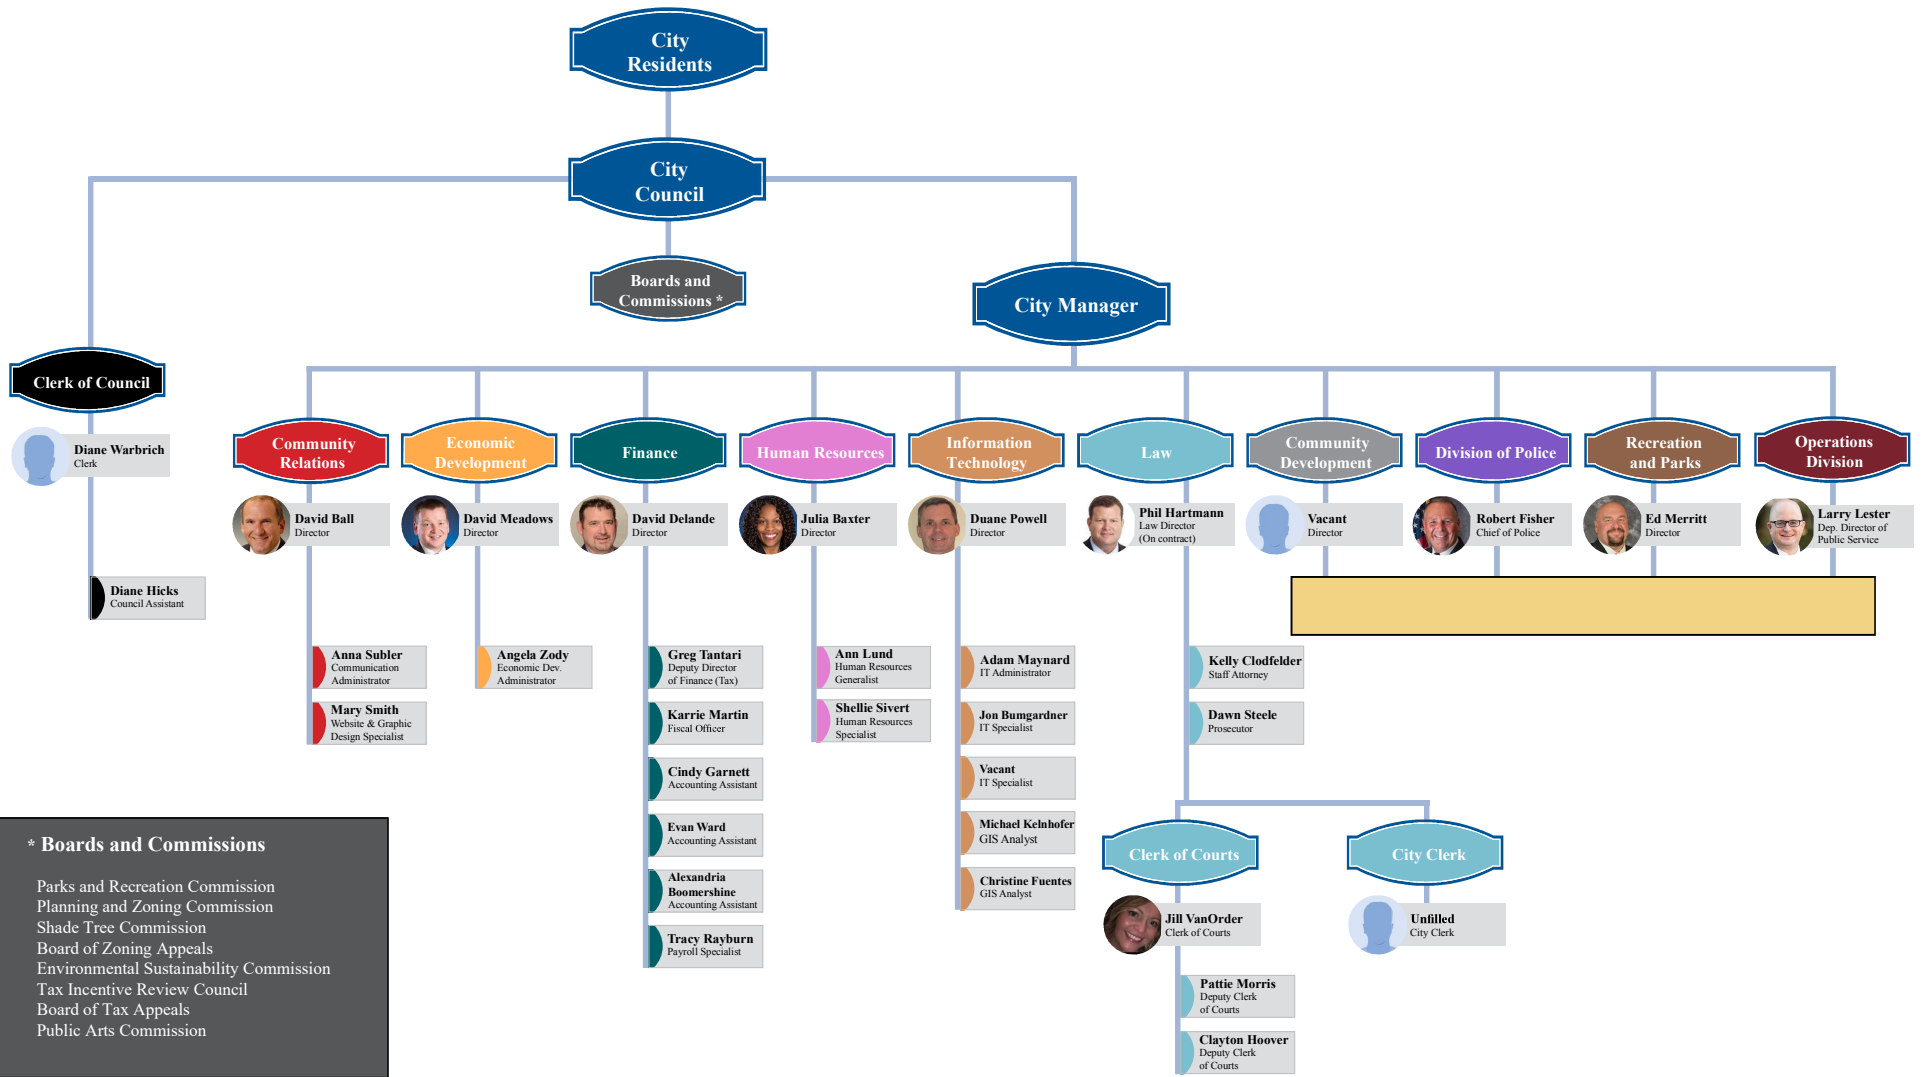 City
Residents
City
Council
Boards and
Commissions *
City Manager
Clerk of Council
Diane Warbrich
Clerk
Diane Hicks
Council Assistant
Community
Relations
David Ball
Director
Anna Subler
Communication
Administrator
Mary Smith
Website & Graphic
Design Specialist
Economic
Development
David Meadows
Director
Angela Zody
Economic Dev.
Administrator
Finance
David Delande
Director
Greg Tantari
Deputy Director
of Finance (Tax)
Karrie Martin
Fiscal Officer
Cindy Garnett
Accounting Assistant
Evan Ward
Accounting Assistant
Alexandria
Boomershine
Accounting Assistant
Tracy Rayburn
Payroll Specialist
Human Resources
Julia Baxter
Director
Ann Lund
Human Resources
Generalist
Shellie Sivert
Human Resources
Specialist
Information
Technology
Duane Powell
Director
Adam Maynard
IT Administrator
Jon Bumgardner
IT Specialist
Vacant
IT Specialist
Michael Kelnhofer
GIS Analyst
Christine Fuentes
GIS Analyst
Law
Phil Hartmann
Law Director
(On contract)
Kelly Clodfelder
Staff Attorney
Dawn Steele
Prosecutor
Clerk of Courts
Jill VanOrder
Clerk of Courts
Pattie Morris
Deputy Clerk
of Courts
Clayton Hoover
Deputy Clerk
of Courts
City Clerk
Unfilled
City Clerk
Community
Development
Vacant
Director
Division of Police
Robert Fisher
Chief of Police
Recreation
and Parks
Ed Merritt
Director
Operations
Division
Larry Lester
Dep. Director of
Public Service
* Boards and Commissions
Parks and Recreation Commission
Planning and Zoning Commission
Shade Tree Commission
Board of Zoning Appeals
Environmental Sustainability Commission
Tax Incentive Review Council
Board of Tax Appeals
Public Arts Commission